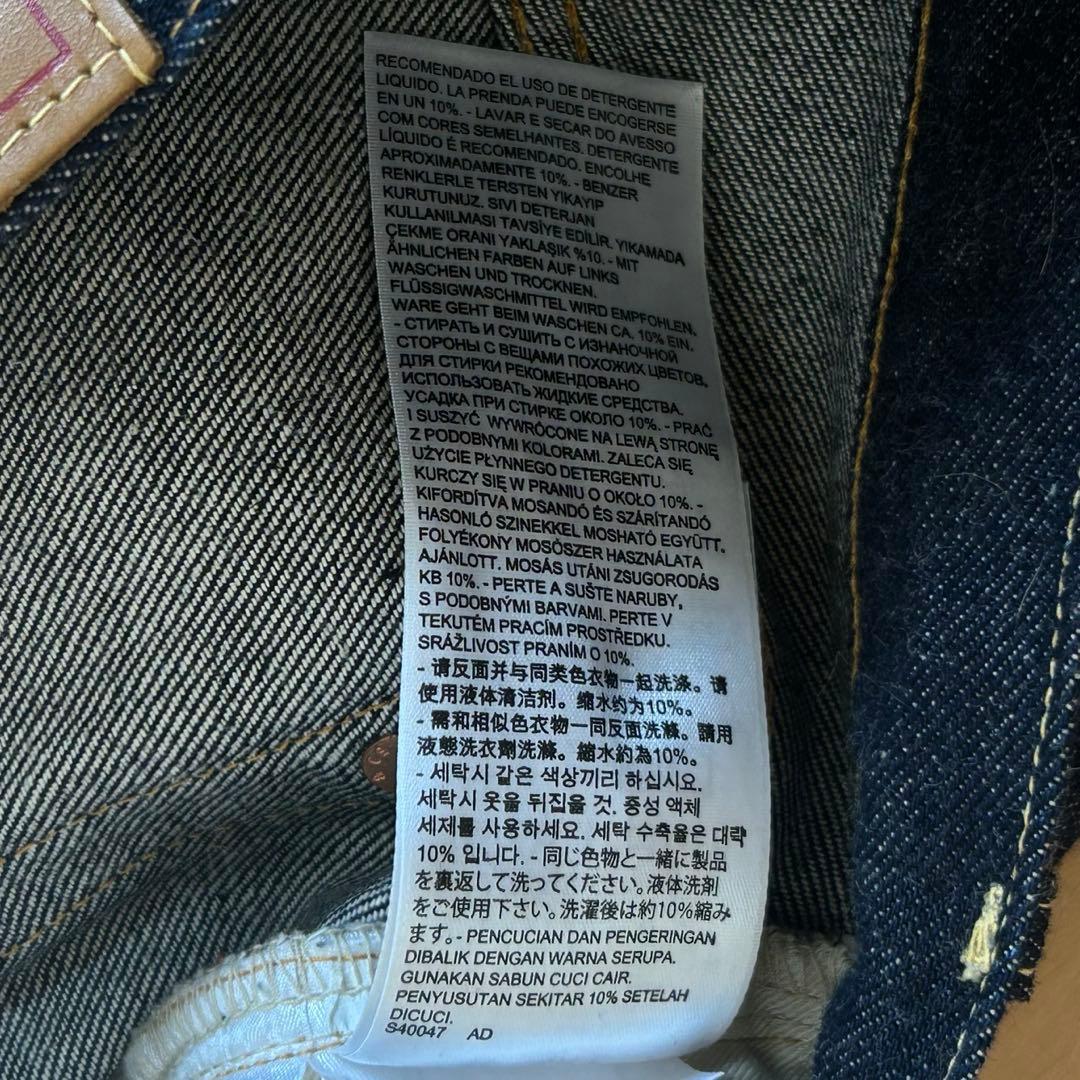 RECOMENDADO EL USO DE DETERGENTE
LIQUIDO. LA PRENDA PUEDE ENCOGERSE
EN UN 10%. - LAVAR E SECAR DO AVESSO
COM CORES SEMELHANTES. DETERGENTE
LÍQUIDO É RECOMENDADO. ENCOLHE
APROXIMADAMENTE 10%. - BENZER
RENKLERLE TERSTEN YIKAYIP
KURUTUNUZ. SIVI DETERJAN
KULLANILMASI TAVSİYE EDİLIR. YIKAMADA
ÇEKME ORANI YAKLAŞIK %10. - MIT
ÄHNLICHEN FARBEN AUF LINKS
WASCHEN UND TROCKNEN.
FLÜSSIGWASCHMITTEL WIRD EMPFOHLEN.
WARE GEHT BEIM WASCHEN CA. 10% EIN.
- СТИРАТЬ И СУШИТЬ С ИЗНАНОЧНОЙ
СТОРОНЫ С ВЕЩАМИ ПОХОЖИХ ЦВЕТОВ.
ДЛЯ СТИРКИ РЕКОМЕНДОВАНО
ИСПОЛЬЗОВАТЬ ЖИДКИЕ СРЕДСТВА.
УСАДКА ПРИ СТИРКЕ ОКОЛО 10%. - PRAĆ
I SUSZYĆ WYWRÓCONE NA LEWĄ STRONĘ
Z PODOBNYMI KOLORAMI. ZALECA SIĘ
UŻYCIE PŁYNNEGO DETERGENTU.
KURCZY SIĘ W PRANIU O OKOŁO 10%. -
KIFORDÍTVA MOSANDÓ ÉS SZÁRÍTANDÓ
HASONLÓ SZINEKKEL MOSHATÓ EGYÜTT.
FOLYÉKONY MOSÓSZER HASZNÁLATA
AJÁNLOTT. MOSÁS UTÁNI ZSUGORODÁS
KB 10%. - PERTE A SUŠTE NARUBY,
S PODOBNÝMI BARVAMI. PERTE V
TEKUTÉM PRACÍM PROSTŘEDKU.
SRÁŽLIVOST PRANÍM O 10%.
- 请反面并与同类色衣物一起洗涤。请
使用液体清洁剂。缩水约为10%。
- 需和相似色衣物一同反面洗滌。請用
液態洗衣劑洗滌。縮水約為10%。
- 세탁시 같은 색상끼리 하십시요.
세탁시 옷을 뒤집을 것. 중성 액체
세제를 사용하세요. 세탁 수축율은 대략
10% 입니다. - 同じ色物と一緒に製品
を裏返して洗ってください。液体洗剤
をご使用下さい。洗濯後は約10%縮み
ます。- PENCUCIAN DAN PENGERINGAN
DIBALIK DENGAN WARNA SERUPA.
GUNAKAN SABUN CUCI CAIR.
PENYUSUTAN SEKITAR 10% SETELAH
DICUCI.
S40047 AD